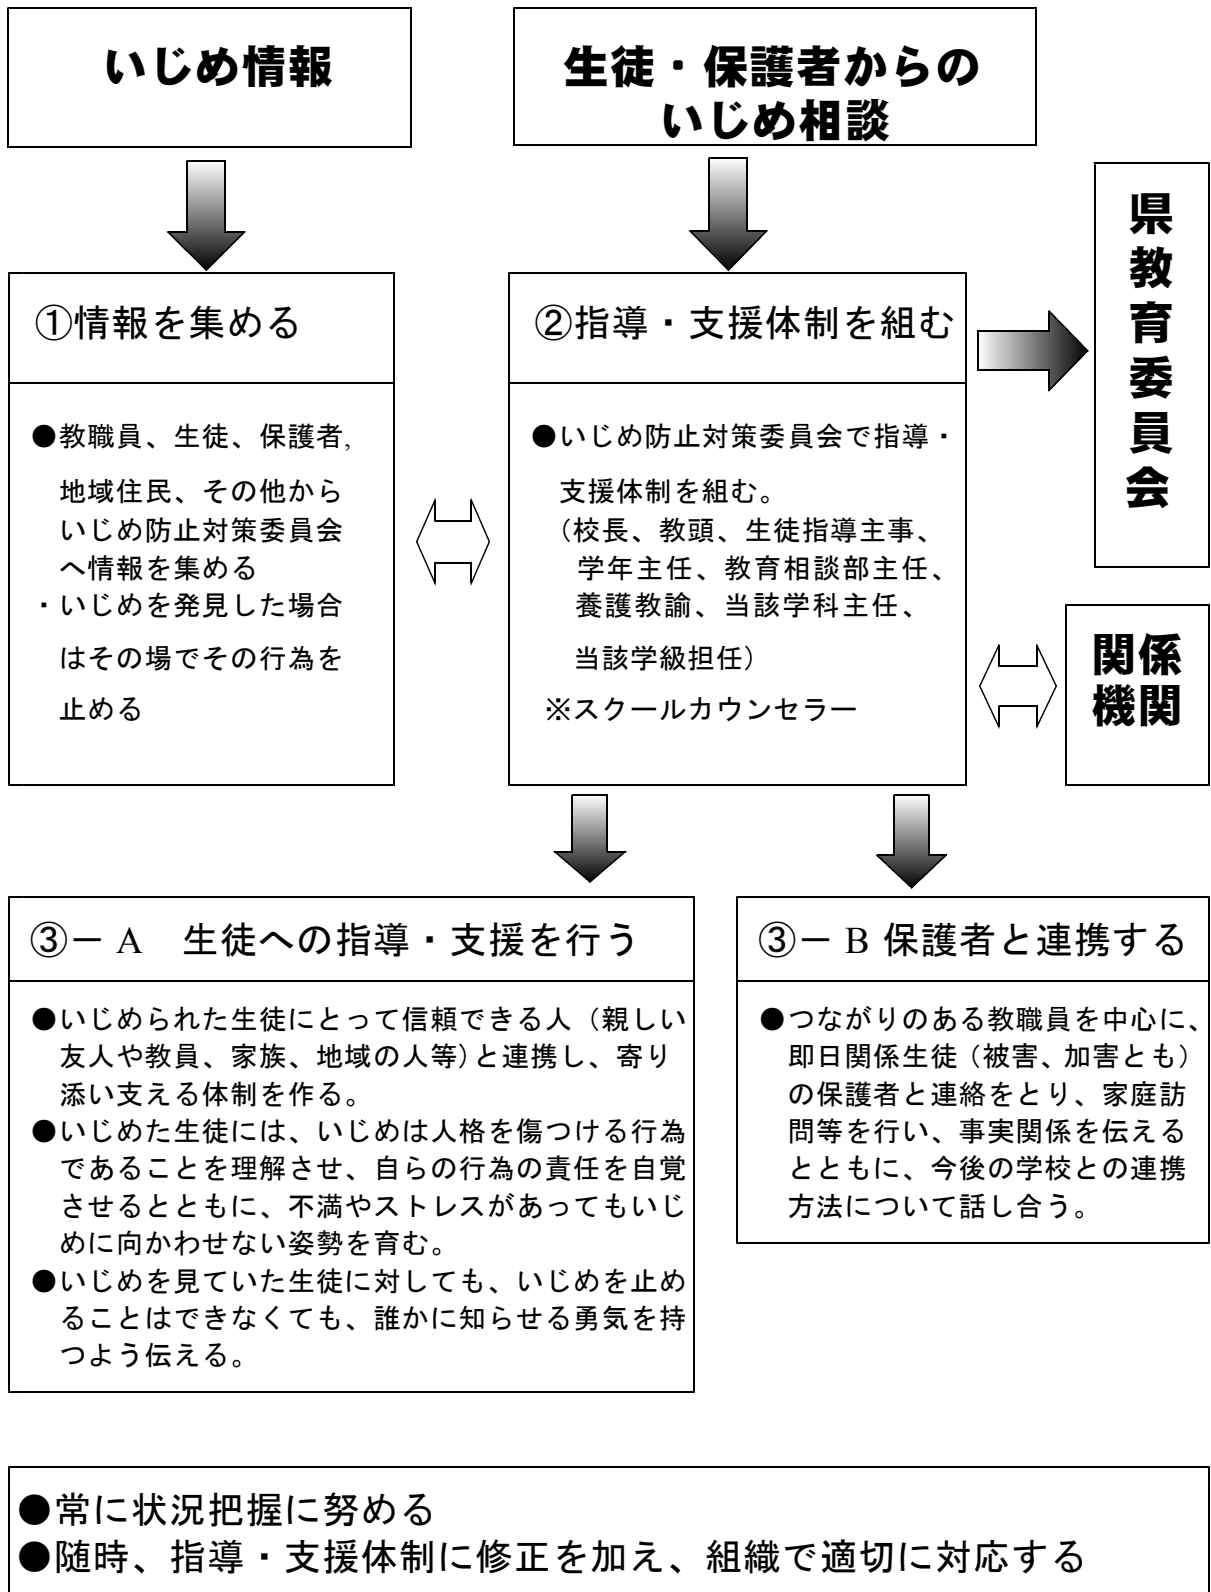 いじめ情報
生徒・保護者からの
いじめ相談
県教育委員会
①情報を集める
●教職員、生徒、保護者,
地域住民、その他から
いじめ防止対策委員会
へ情報を集める
・いじめを発見した場合
はその場でその行為を
止める
②指導・支援体制を組む
●いじめ防止対策委員会で指導・
支援体制を組む。
（校長、教頭、生徒指導主事、
学年主任、教育相談部主任、
養護教諭、当該学科主任、
当該学級担任）
※スクールカウンセラー
関係
機関
③－ A　生徒への指導・支援を行う
●いじめられた生徒にとって信頼できる人（親しい
友人や教員、家族、地域の人等)と連携し、寄り
添い支える体制を作る。
●いじめた生徒には、いじめは人格を傷つける行為
であることを理解させ、自らの行為の責任を自覚
させるとともに、不満やストレスがあってもいじ
めに向かわせない姿勢を育む。
●いじめを見ていた生徒に対しても、いじめを止め
ることはできなくても、誰かに知らせる勇気を持
つよう伝える。
③－ B 保護者と連携する
●つながりのある教職員を中心に、
即日関係生徒（被害、加害とも）
の保護者と連絡をとり、家庭訪
問等を行い、事実関係を伝える
とともに、今後の学校との連携
方法について話し合う。
●常に状況把握に努める
●随時、指導・支援体制に修正を加え、組織で適切に対応する